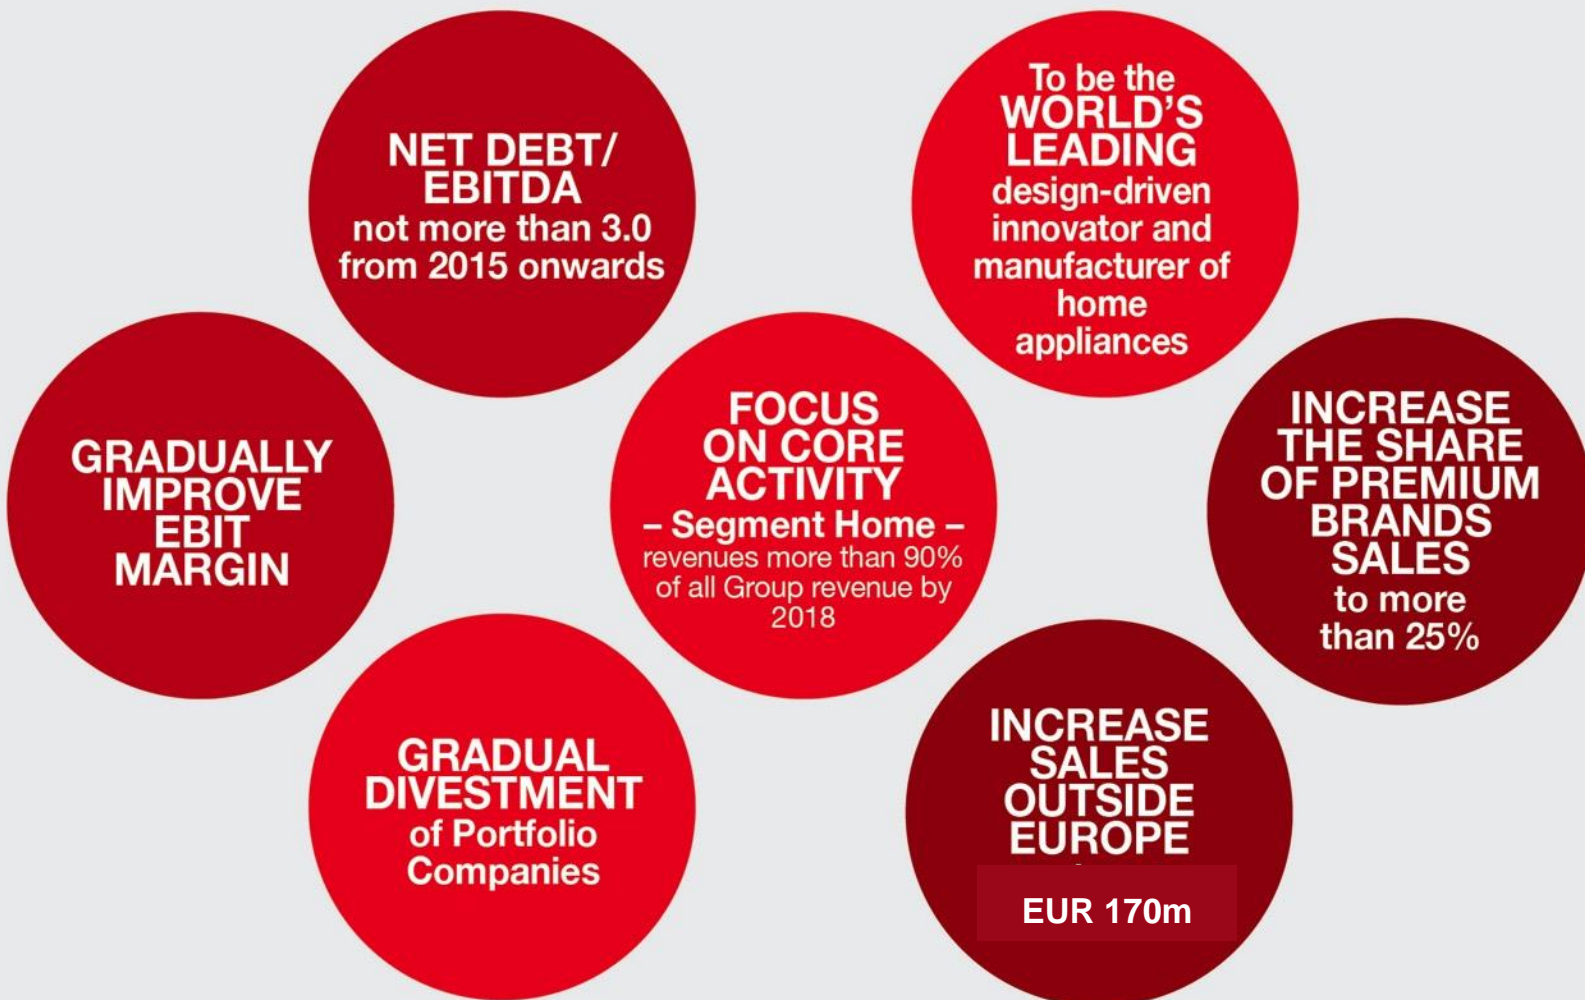 NET DEBT/
EBITDA
not more than 3.0
from 2015 onwards
To be the
WORLD'S
LEADING
design-driven
innovator and
manufacturer of
home
appliances
GRADUALLY
IMPROVE
EBIT
MARGIN
FOCUS
ON CORE
ACTIVITY
– Segment Home –
revenues more than 90%
of all Group revenue by
2018
INCREASE
THE SHARE
OF PREMIUM
BRANDS
SALES
to more
than 25%
GRADUAL
DIVESTMENT
of Portfolio
Companies
INCREASE
SALES
OUTSIDE
EUROPE
EUR 170m